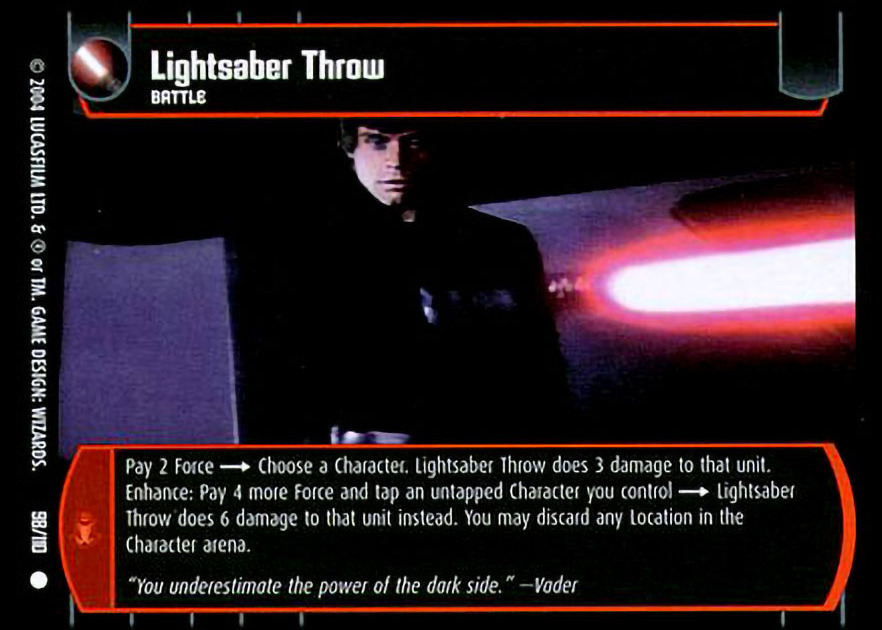 Lightsaber Throw
BATTLE
© 2004 LUCASFILM LTD. & ® or TM. GAME DESIGN: WIZARDS.
98/110
Pay 2 Force → Choose a Character. Lightsaber Throw does 3 damage to that unit.
Enhance: Pay 4 more Force and tap an untapped Character you control → Lightsaber
Throw does 6 damage to that unit instead. You may discard any Location in the
Character arena.
“You underestimate the power of the dark side.” —Vader